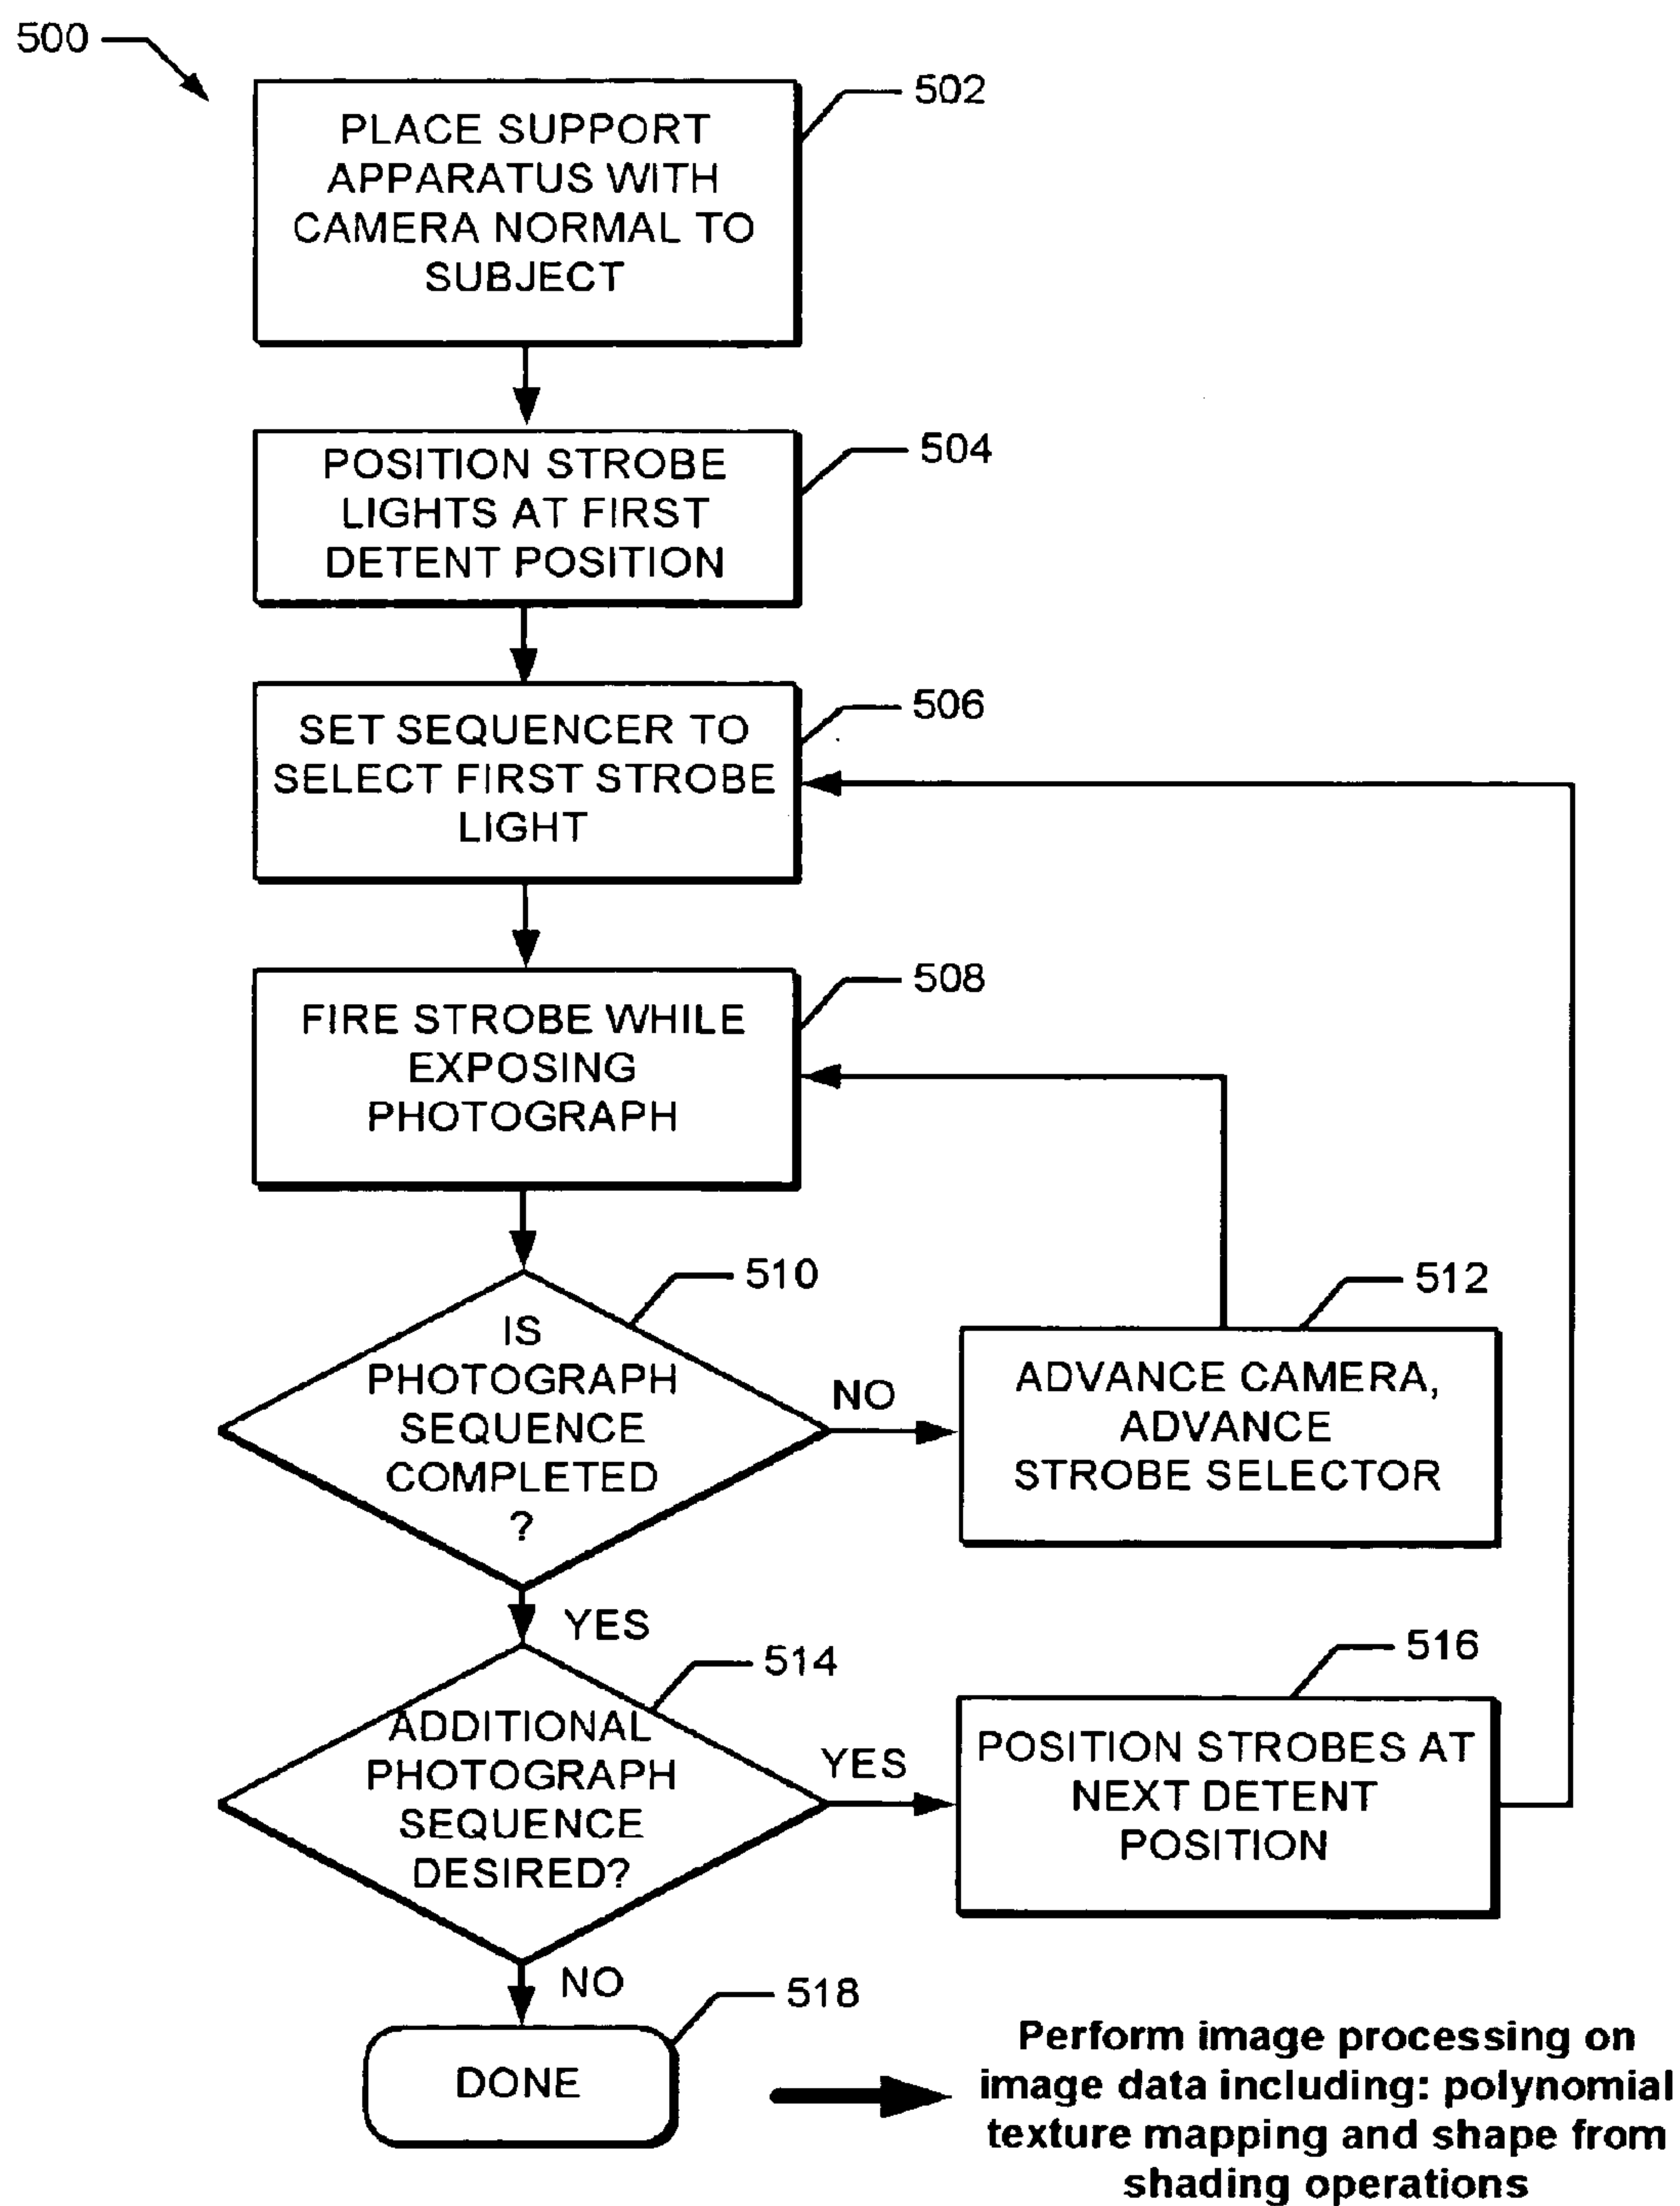 500
PLACE SUPPORT
APPARATUS WITH
CAMERA NORMAL TO
SUBJECT
502
POSITION STROBE
LIGHTS AT FIRST
DETENT POSITION
504
SET SEQUENCER TO
SELECT FIRST STROBE
LIGHT
506
FIRE STROBE WHILE
EXPOSING
PHOTOGRAPH
508
IS
PHOTOGRAPH
SEQUENCE
COMPLETED
?
510
NO
ADVANCE CAMERA,
ADVANCE
STROBE SELECTOR
512
YES
ADDITIONAL
PHOTOGRAPH
SEQUENCE
DESIRED?
514
YES
POSITION STROBES AT
NEXT DETENT
POSITION
516
NO
DONE
518
Perform image processing on
image data including: polynomial
texture mapping and shape from
shading operations